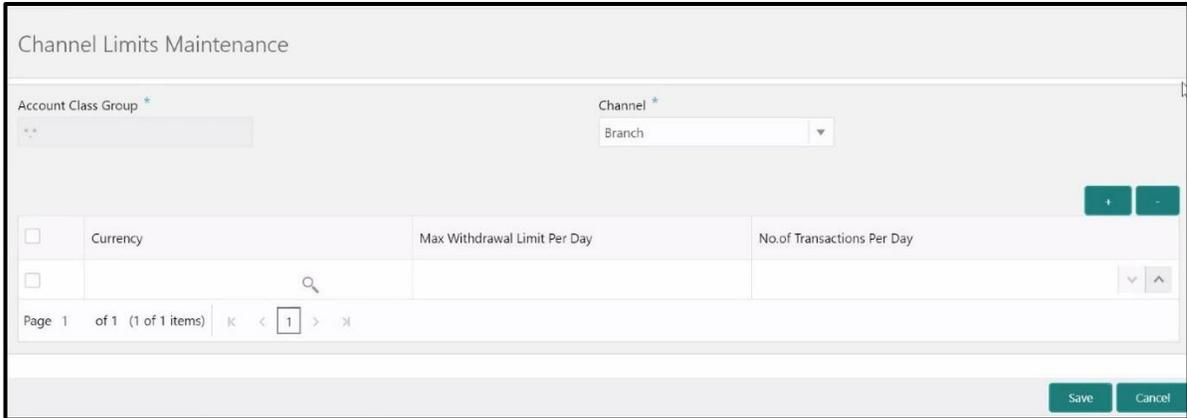 Channel Limits Maintenance
Account Class Group *
Channel *
*.*
Branch
+ -
Currency Max Withdrawal Limit Per Day No.of Transactions Per Day
Page 1 of 1 (1 of 1 items) K < 1 > >|
Save Cancel